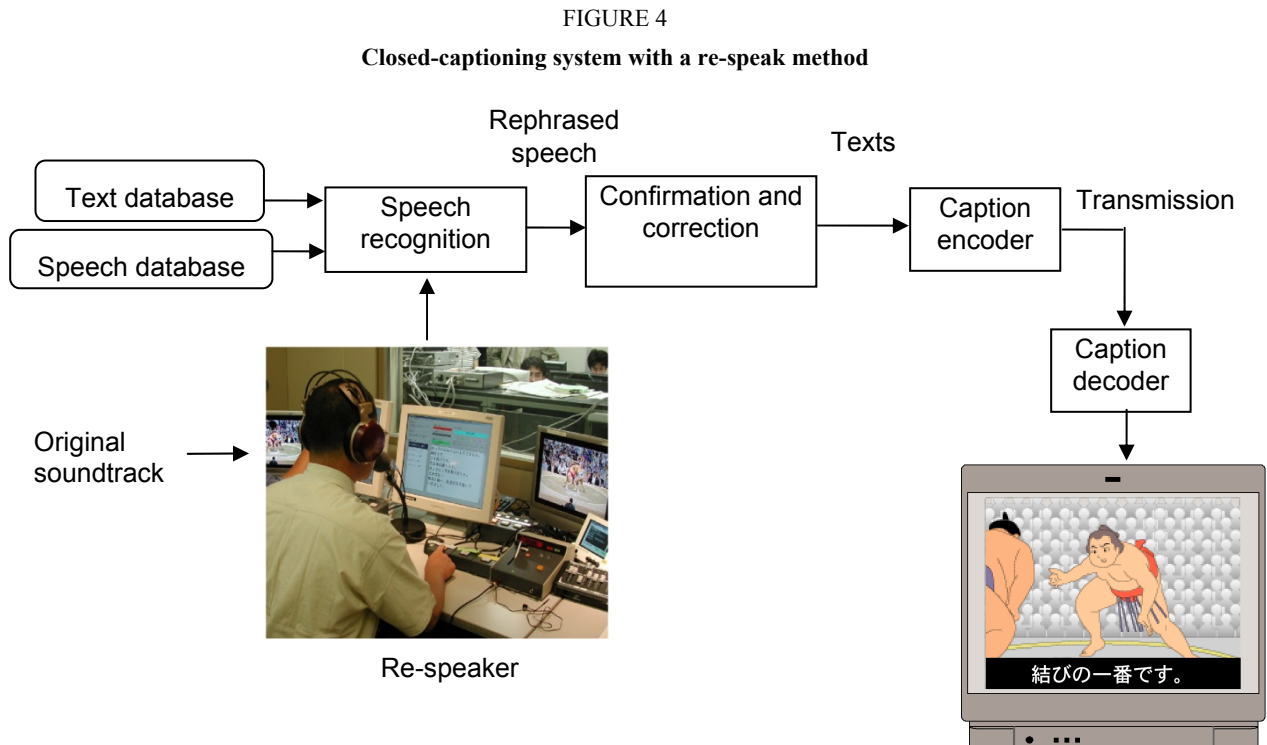 FIGURE 4
Closed-captioning system with a re-speak method
Rephrased
speech
Texts
Text database
Speech database
Speech
recognition
Confirmation and
correction
Caption
encoder
Transmission
Caption
decoder
Original
soundtrack
Re-speaker
結びの一番です。